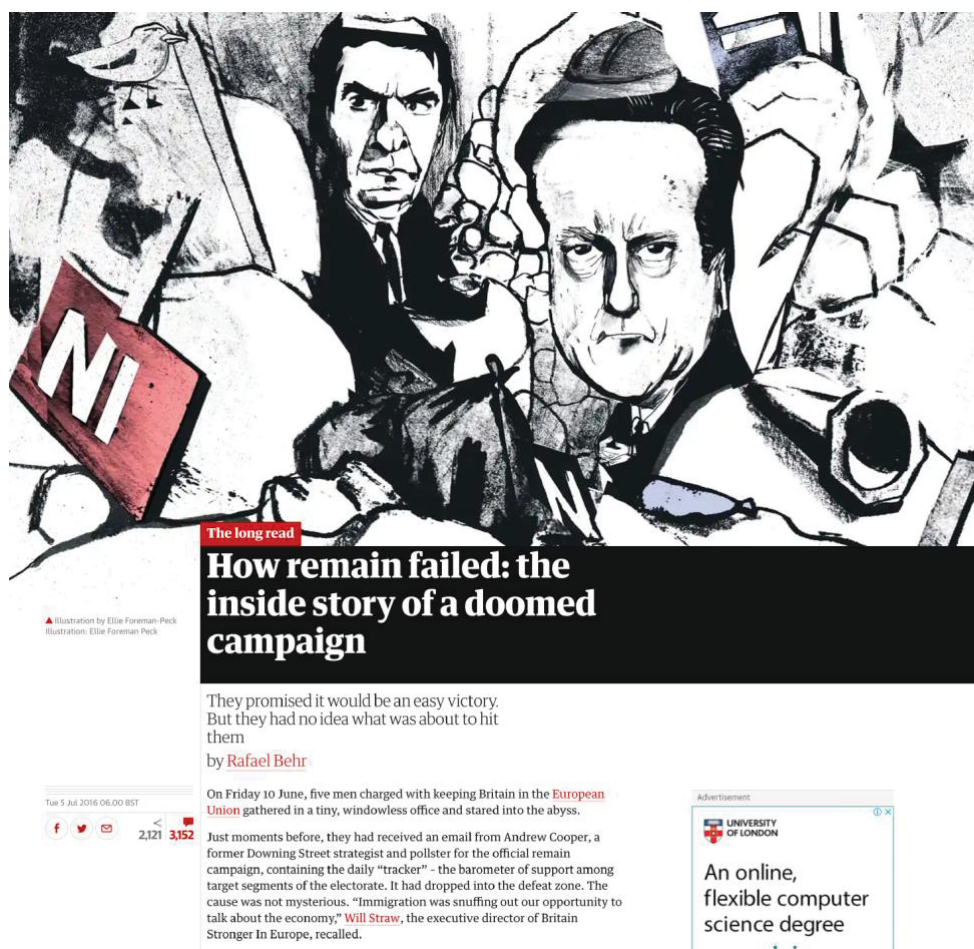 NI
N
The long read
How remain failed: the
inside story of a doomed
campaign
Illustration by Ellie Foreman-Peck
Illustration: Ellie Foreman Peck
They promised it would be an easy victory.
But they had no idea what was about to hit
them
by Rafael Behr
Tue 5 Jul 2016 06.00 BST
2,121 3,152
On Friday 10 June, five men charged with keeping Britain in the European
Union gathered in a tiny, windowless office and stared into the abyss.
Just moments before, they had received an email from Andrew Cooper, a
former Downing Street strategist and pollster for the official remain
campaign, containing the daily “tracker” – the barometer of support among
target segments of the electorate. It had dropped into the defeat zone. The
cause was not mysterious. “Immigration was snuffing out our opportunity to
talk about the economy,” Will Straw, the executive director of Britain
Stronger In Europe, recalled.
Advertisement
UNIVERSITY
OF LONDON
An online,
flexible computer
science degree